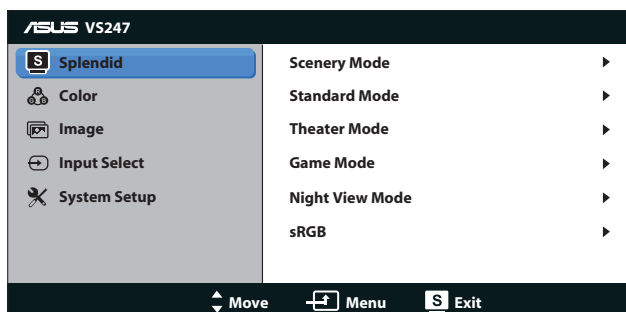 ASUS VS247
S Splendid
Color
Image
Input Select
System Setup
Scenery Mode
Standard Mode
Theater Mode
Game Mode
Night View Mode
sRGB
Move Menu S Exit